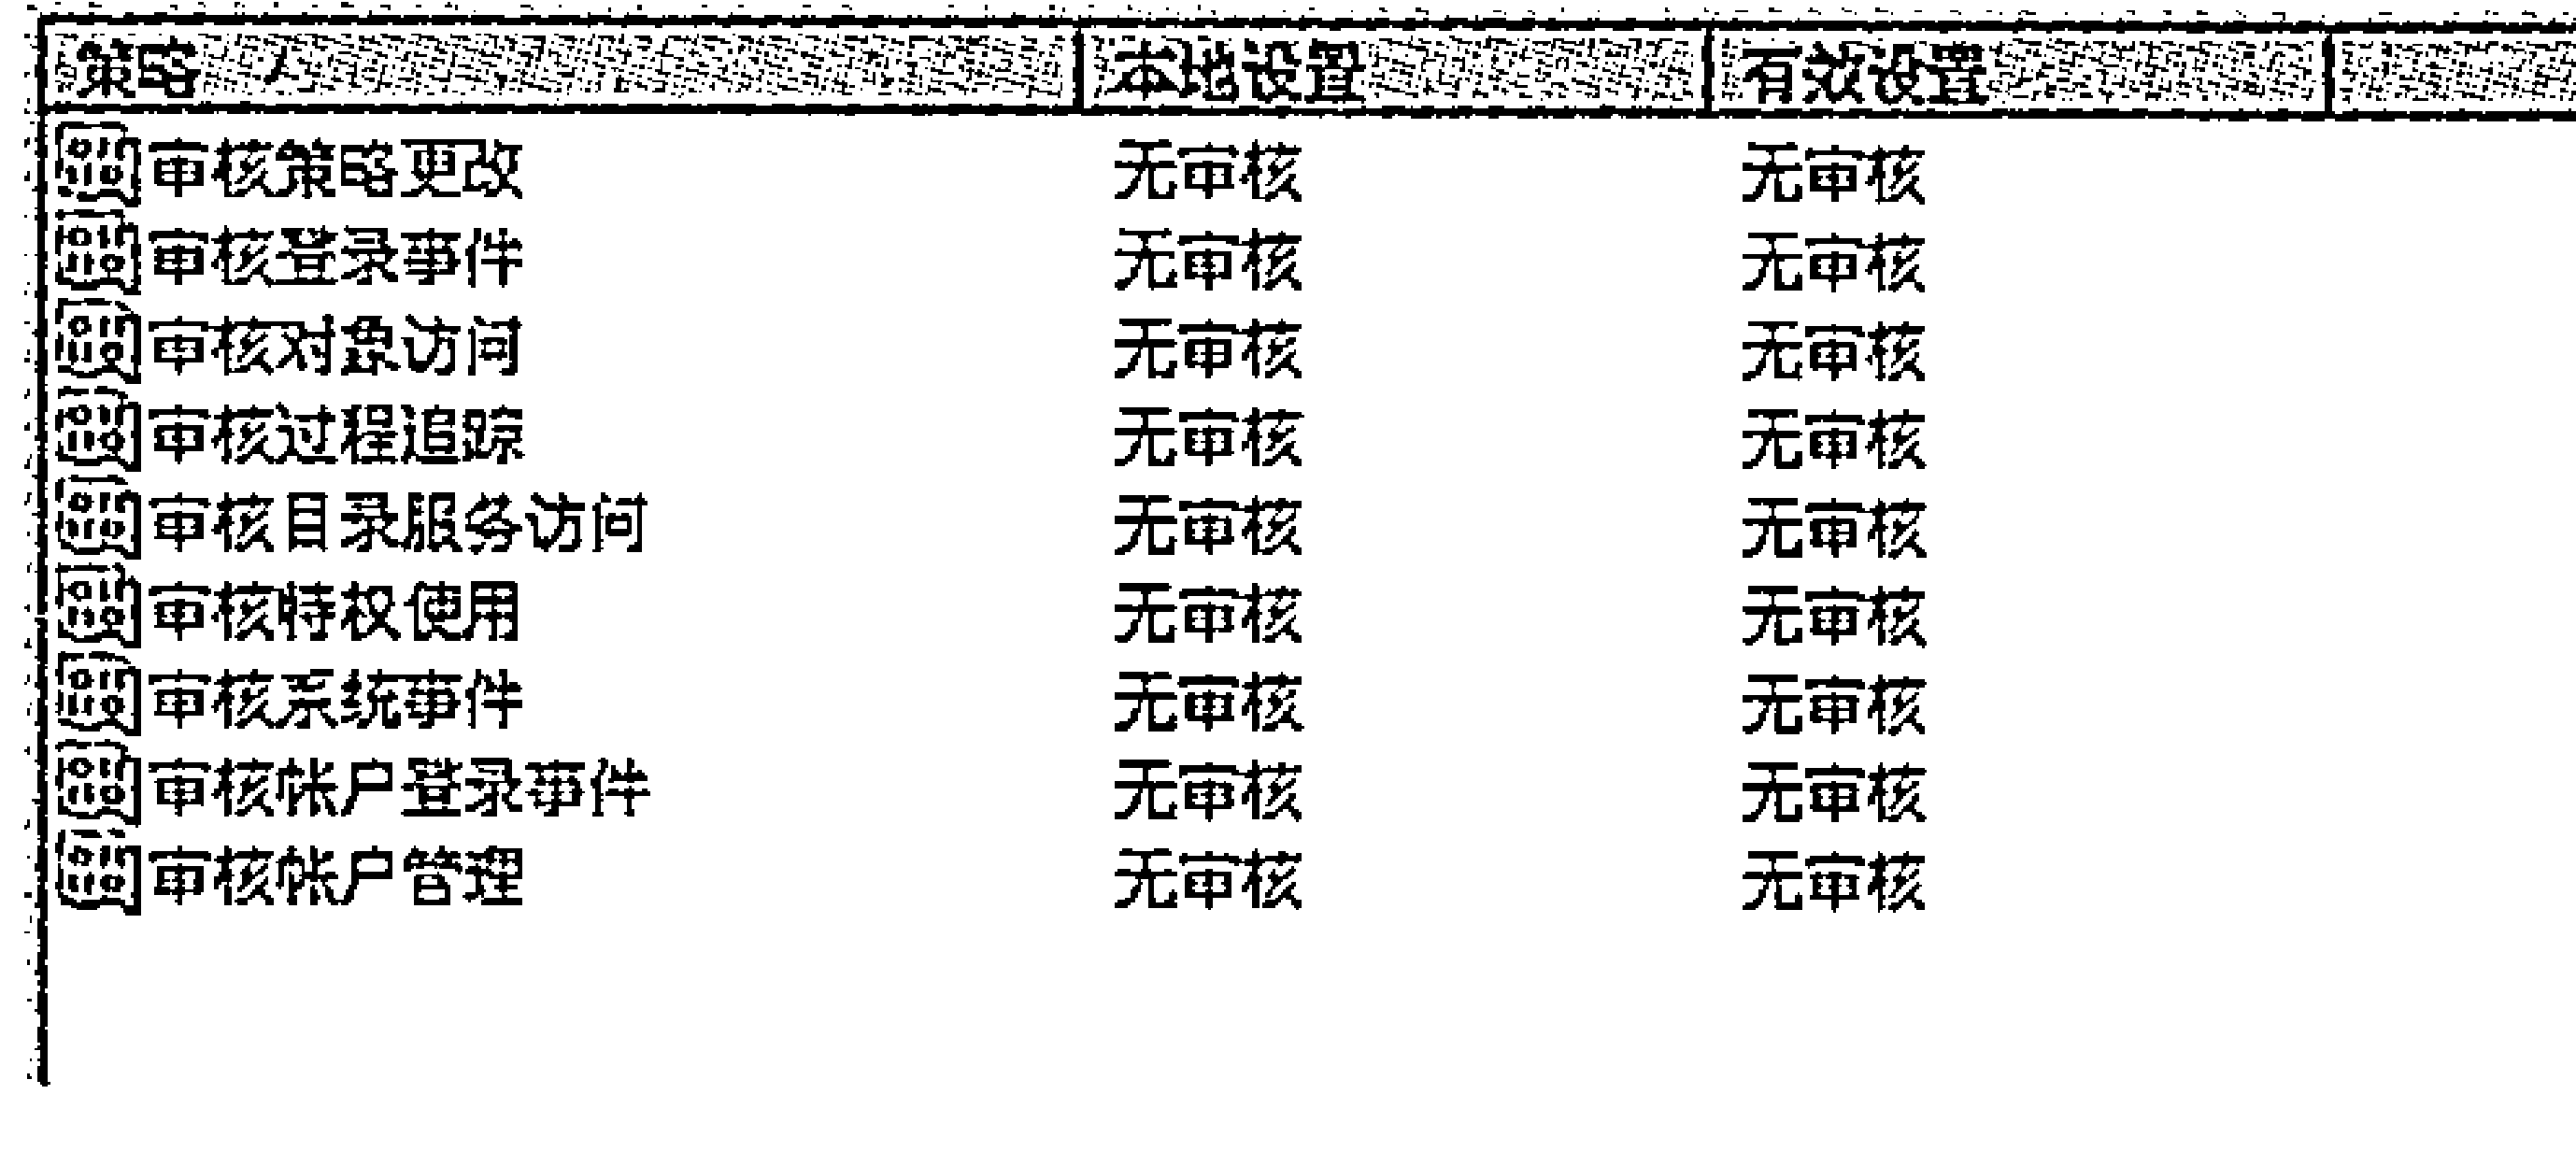 策略 本地设置 有效设置
审核策略更改 无审核 无审核
审核登录事件 无审核 无审核
审核对象访问 无审核 无审核
审核过程追踪 无审核 无审核
审核目录服务访问 无审核 无审核
审核特权使用 无审核 无审核
审核系统事件 无审核 无审核
审核帐户登录事件 无审核 无审核
审核帐户管理 无审核 无审核